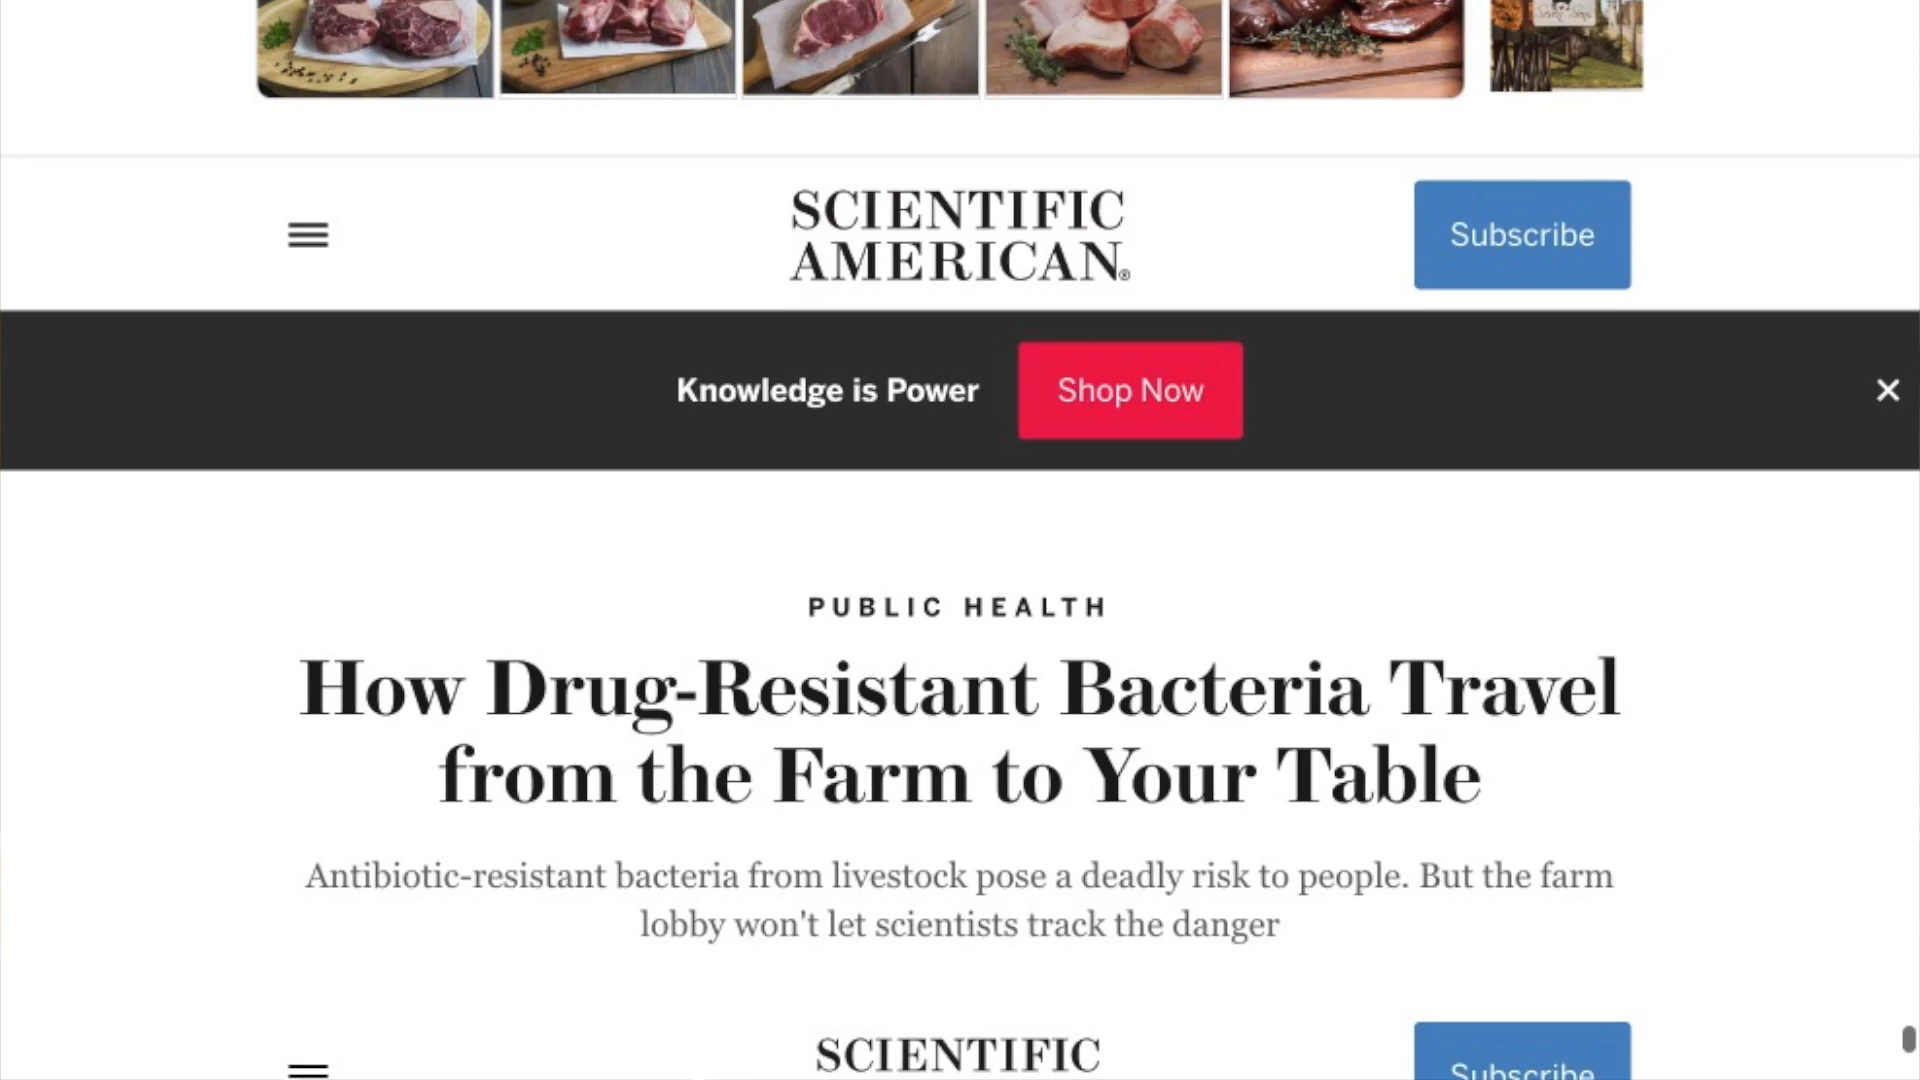 SCIENTIFIC
AMERICAN®
Subscribe
Knowledge is Power
Shop Now
PUBLIC HEALTH
How Drug-Resistant Bacteria Travel
from the Farm to Your Table
Antibiotic-resistant bacteria from livestock pose a deadly risk to people. But the farm
lobby won't let scientists track the danger
SCIENTIFIC
Subscribe